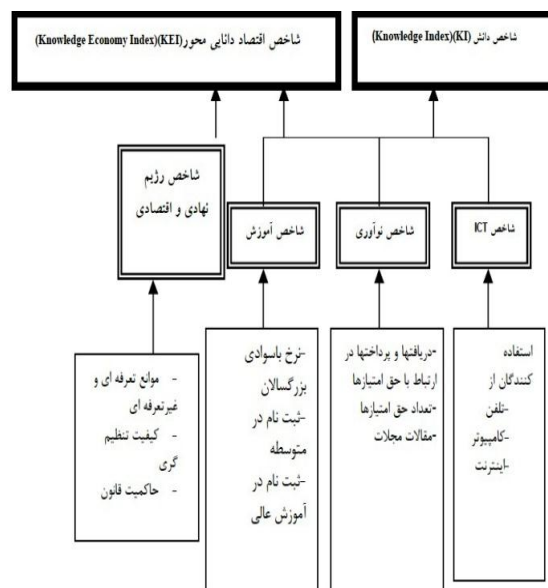 شاخص دانش (KI)(Knowledge Index)
شاخص اقتصاد دانایی محور(KEI)(Knowledge Economy Index)
شاخص ICT
شاخص نوآوری
شاخص آموزش
شاخص رژیم
نهادی و اقتصادی
استفاده
کنندگان از
-تلفن
-کامپیوتر
-اینترنت
-دریافتها و پرداختها در
ارتباط با حق امتیازها
-تعداد حق امتیازها
-مقالات مجلات
-نرخ باسوادی
بزرگسالان
-ثبت نام در
متوسطه
-ثبت نام در
آموزش عالی
- موانع تعرفه ای و
غیرتعرفه ای
- کیفیت تنظیم
گری
- حاکمیت قانون